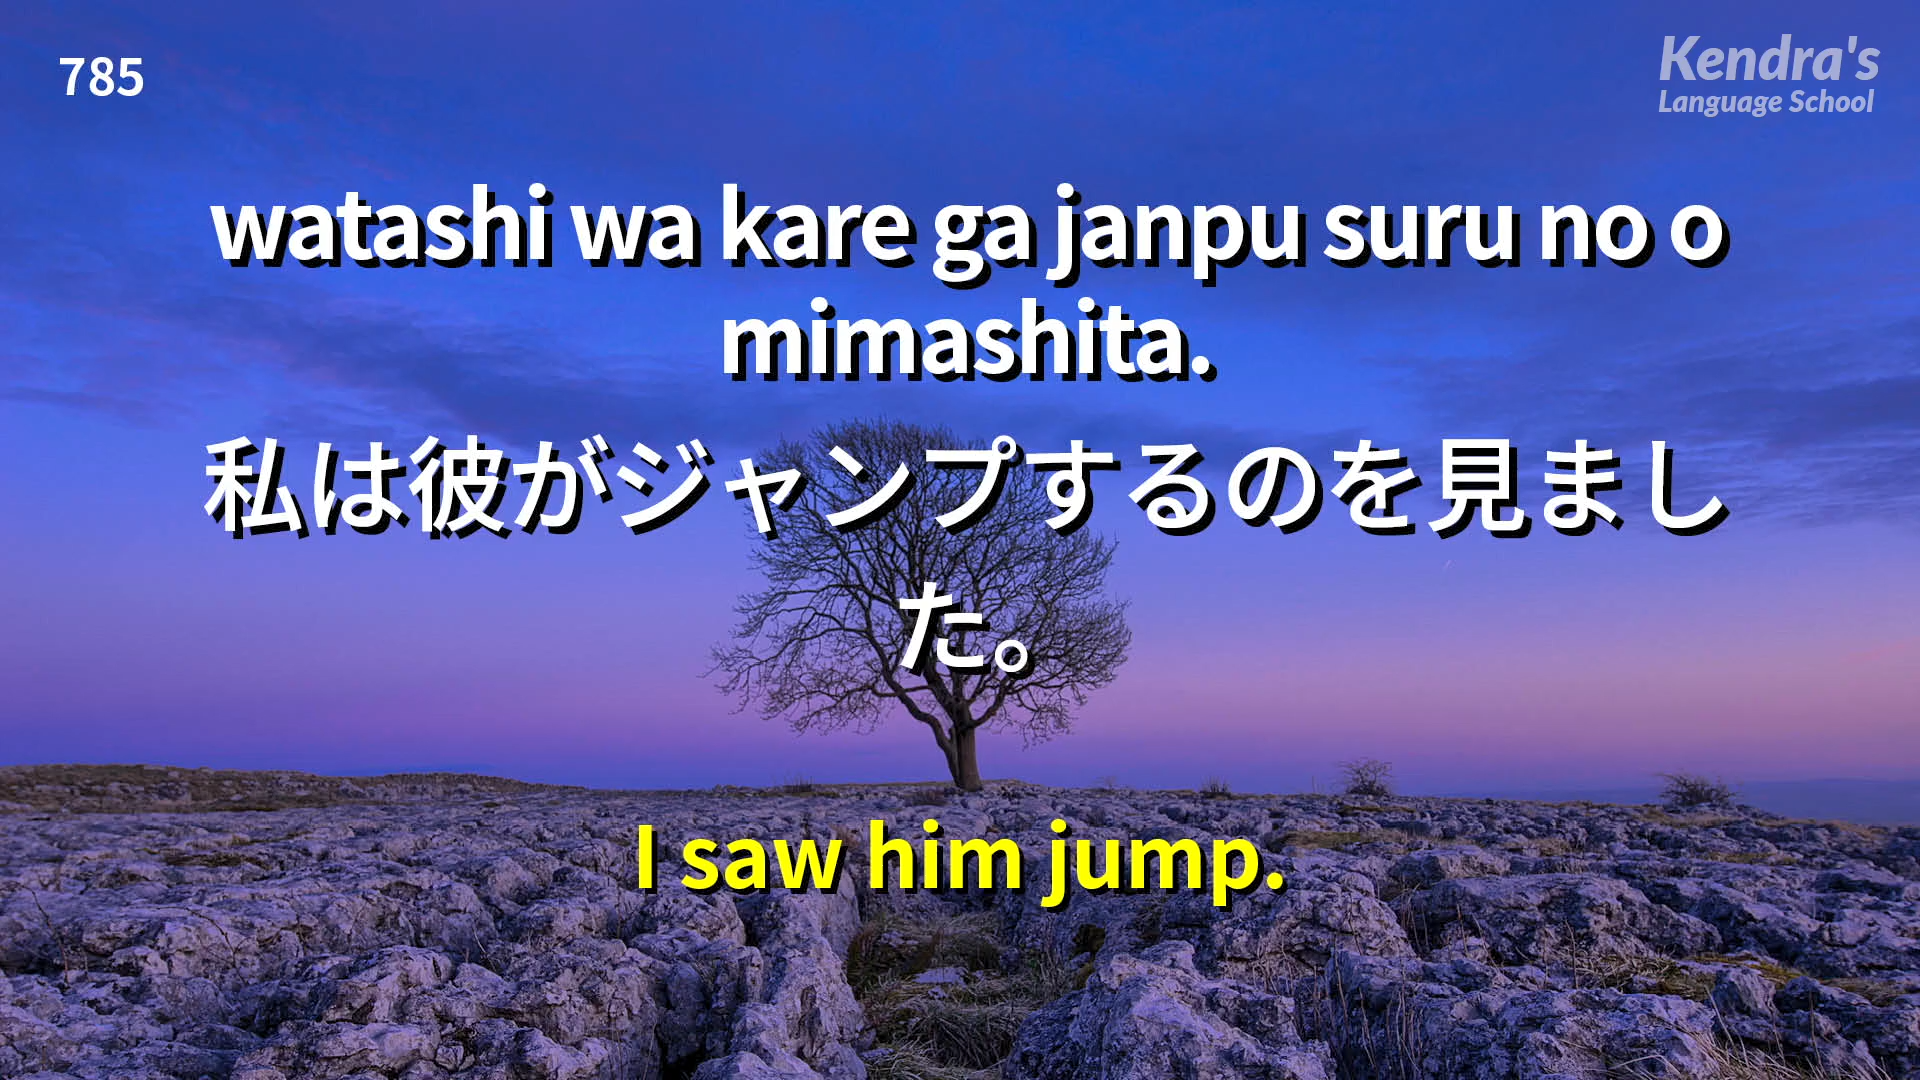 785
Kendra's
Language School
watashi wa kare ga janpu suru no o
mimashita.
私は彼がジャンプするのを見まし
た。
I saw him jump.